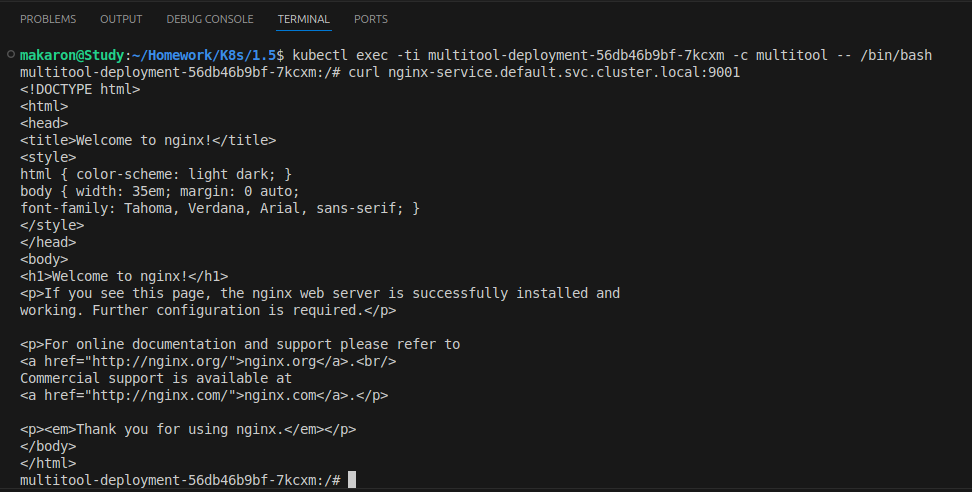 PROBLEMS OUTPUT DEBUG CONSOLE TERMINAL PORTS
makaron@Study:~/Homework/K8s/1.5$ kubectl exec -ti multitool-deployment-56db46b9bf-7kcxm -c multitool -- /bin/bash
multitool-deployment-56db46b9bf-7kcxm:/# curl nginx-service.default.svc.cluster.local:9001
<!DOCTYPE html>
<html>
<head>
<title>Welcome to nginx!</title>
<style>
html { color-scheme: light dark; }
body { width: 35em; margin: 0 auto;
font-family: Tahoma, Verdana, Arial, sans-serif; }
</style>
</head>
<body>
<h1>Welcome to nginx!</h1>
<p>If you see this page, the nginx web server is successfully installed and
working. Further configuration is required.</p>

<p>For online documentation and support please refer to
<a href="http://nginx.org/">nginx.org</a>.<br/>
Commercial support is available at
<a href="http://nginx.com/">nginx.com</a>.</p>

<p><em>Thank you for using nginx.</em></p>
</body>
</html>
multitool-deployment-56db46b9bf-7kcxm:/#